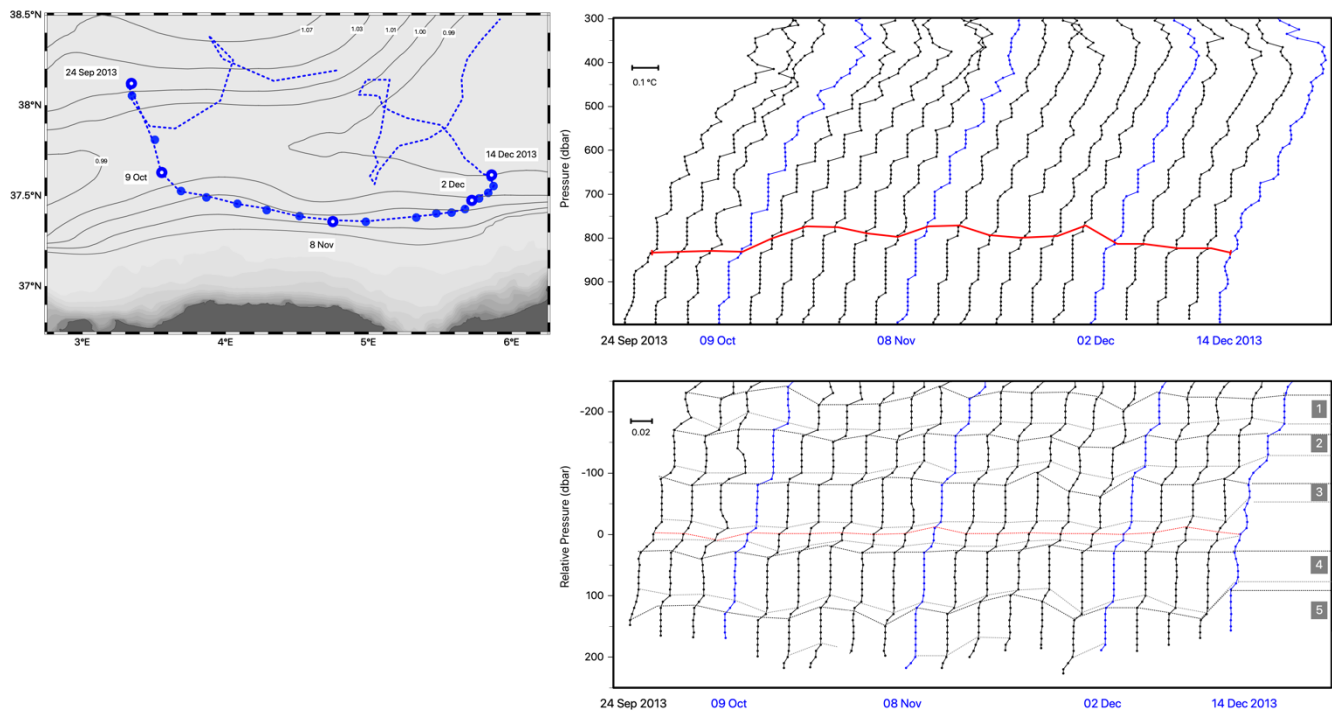 38.5°N
38°N
37.5°N
37°N
3°E
4°E
5°E
6°E
1.07
1.03
1.01
1.00
0.99
0.99
24 Sep 2013
9 Oct
8 Nov
2 Dec
14 Dec 2013
300
400
500
600
700
800
900
Pressure (dbar)
0.1 °C
24 Sep 2013
09 Oct
08 Nov
02 Dec
14 Dec 2013
-200
-100
0
100
200
Relative Pressure (dbar)
0.02
1
2
3
4
5
24 Sep 2013
09 Oct
08 Nov
02 Dec
14 Dec 2013